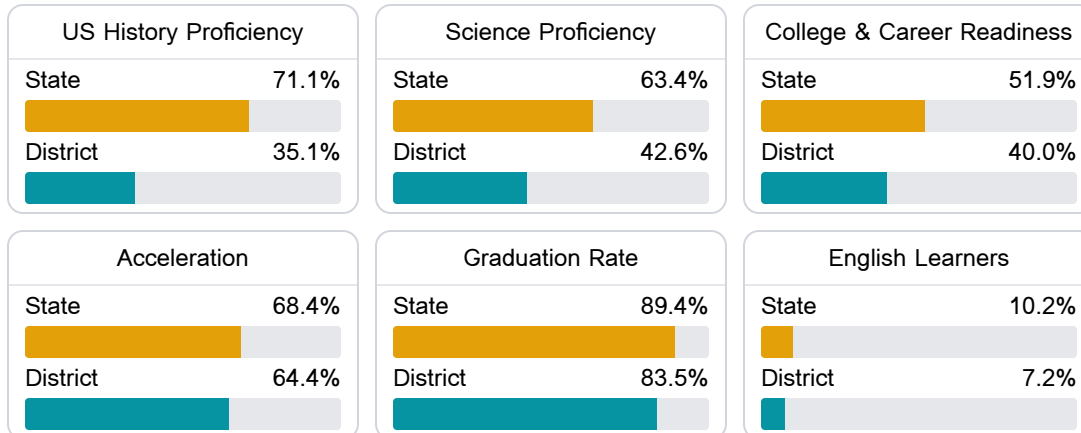 US History Proficiency
State 71.1%
District 35.1%
Science Proficiency
State 63.4%
District 42.6%
College & Career Readiness
State 51.9%
District 40.0%
Acceleration
State 68.4%
District 64.4%
Graduation Rate
State 89.4%
District 83.5%
English Learners
State 10.2%
District 7.2%